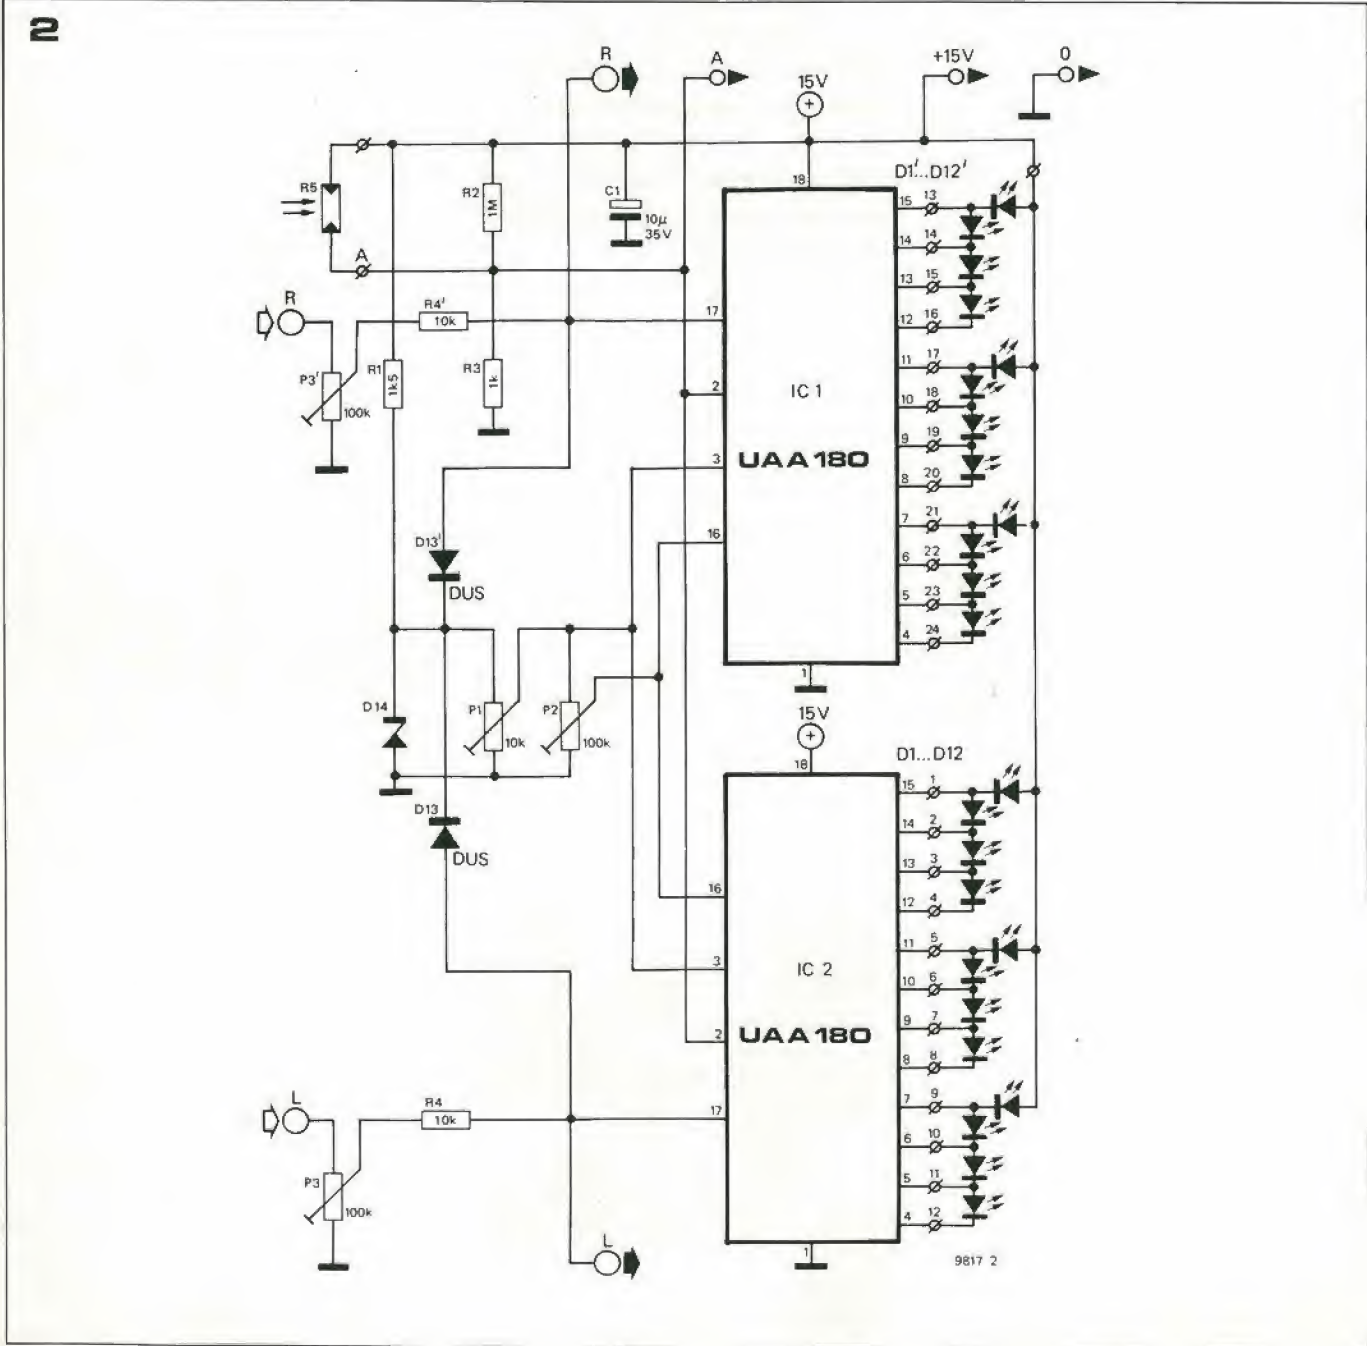 2
R
A
+15V
0
15V
+
D1'...D12'
18
R5
R2
1M
C1
10µ
35V
A
R
R4'
10k
P3'
100k
R1
1k5
R3
1k
17
2
3
16
IC 1
UAA180
15 13
14 14
13 15
12 16
11 17
10 18
9 19
8 20
7 21
6 22
5 23
4 24
1
D13'
DUS
D14
P1
10k
P2
100k
D13
DUS
15V
+
18
D1...D12
16
3
2
17
IC 2
UAA180
15 1
14 2
13 3
12 4
11 5
10 6
9 7
8 8
7 9
6 10
5 11
4 12
1
L
R4
10k
P3
100k
L
9817 2